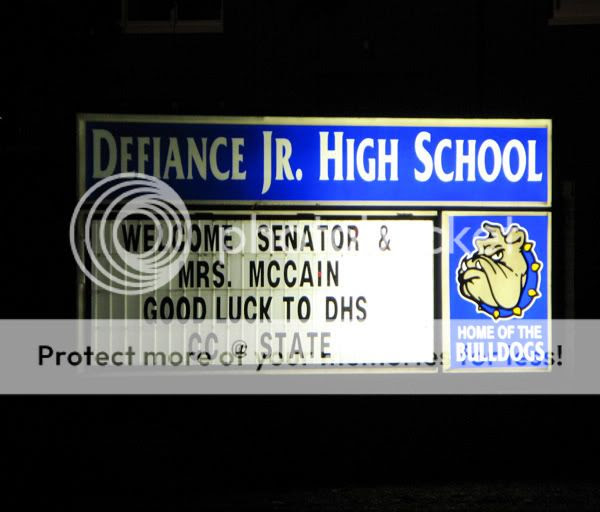 DEFIANCE JR. HIGH SCHOOL
WELCOME SENATOR &
MRS. MCCAIN
GOOD LUCK TO DHS
CC @ STATE
HOME OF THE
BULLDOGS
photobucket
Protect more of your memories for less!